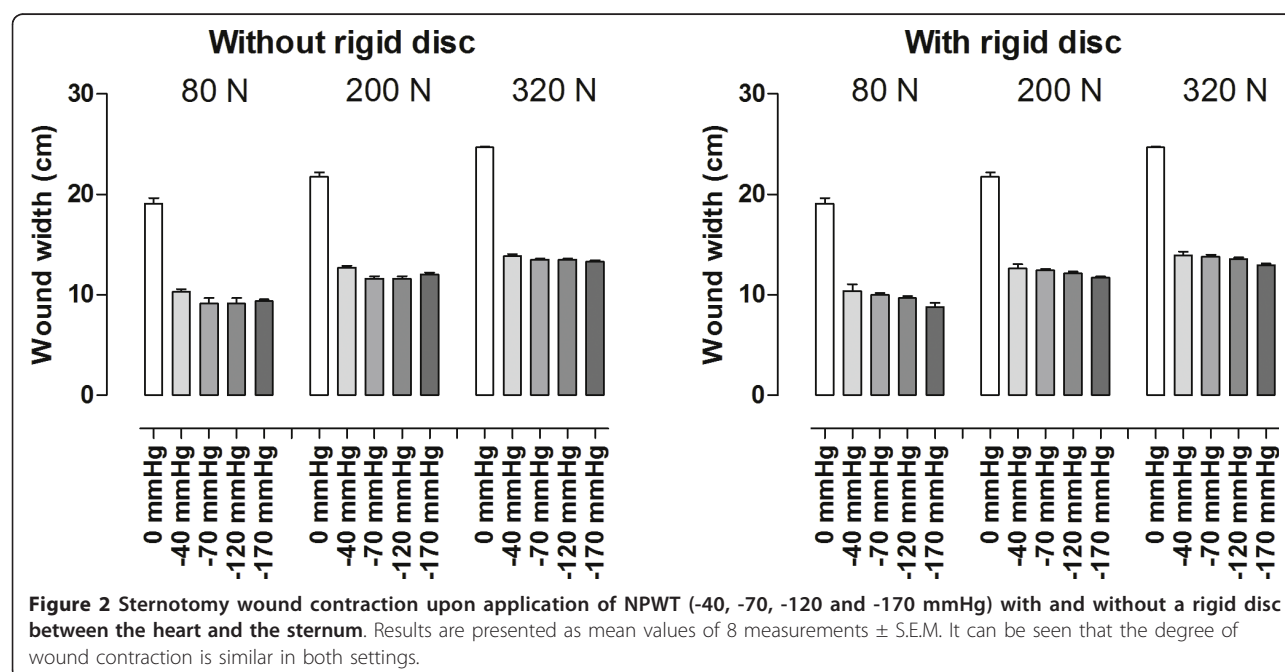 Without rigid disc
With rigid disc
80 N 200 N 320 N
80 N 200 N 320 N
Wound width (cm)
30
20
10
0
0 mmHg
-40 mmHg
-70 mmHg
-120 mmHg
-170 mmHg
0 mmHg
-40 mmHg
-70 mmHg
-120 mmHg
-170 mmHg
0 mmHg
-40 mmHg
-70 mmHg
-120 mmHg
-170 mmHg
Wound width (cm)
30
20
10
0
0 mmHg
-40 mmHg
-70 mmHg
-120 mmHg
-170 mmHg
0 mmHg
-40 mmHg
-70 mmHg
-120 mmHg
-170 mmHg
0 mmHg
-40 mmHg
-70 mmHg
-120 mmHg
-170 mmHg
Figure 2 Sternotomy wound contraction upon application of NPWT (-40, -70, -120 and -170 mmHg) with and without a rigid disc
between the heart and the sternum. Results are presented as mean values of 8 measurements ± S.E.M. It can be seen that the degree of
wound contraction is similar in both settings.